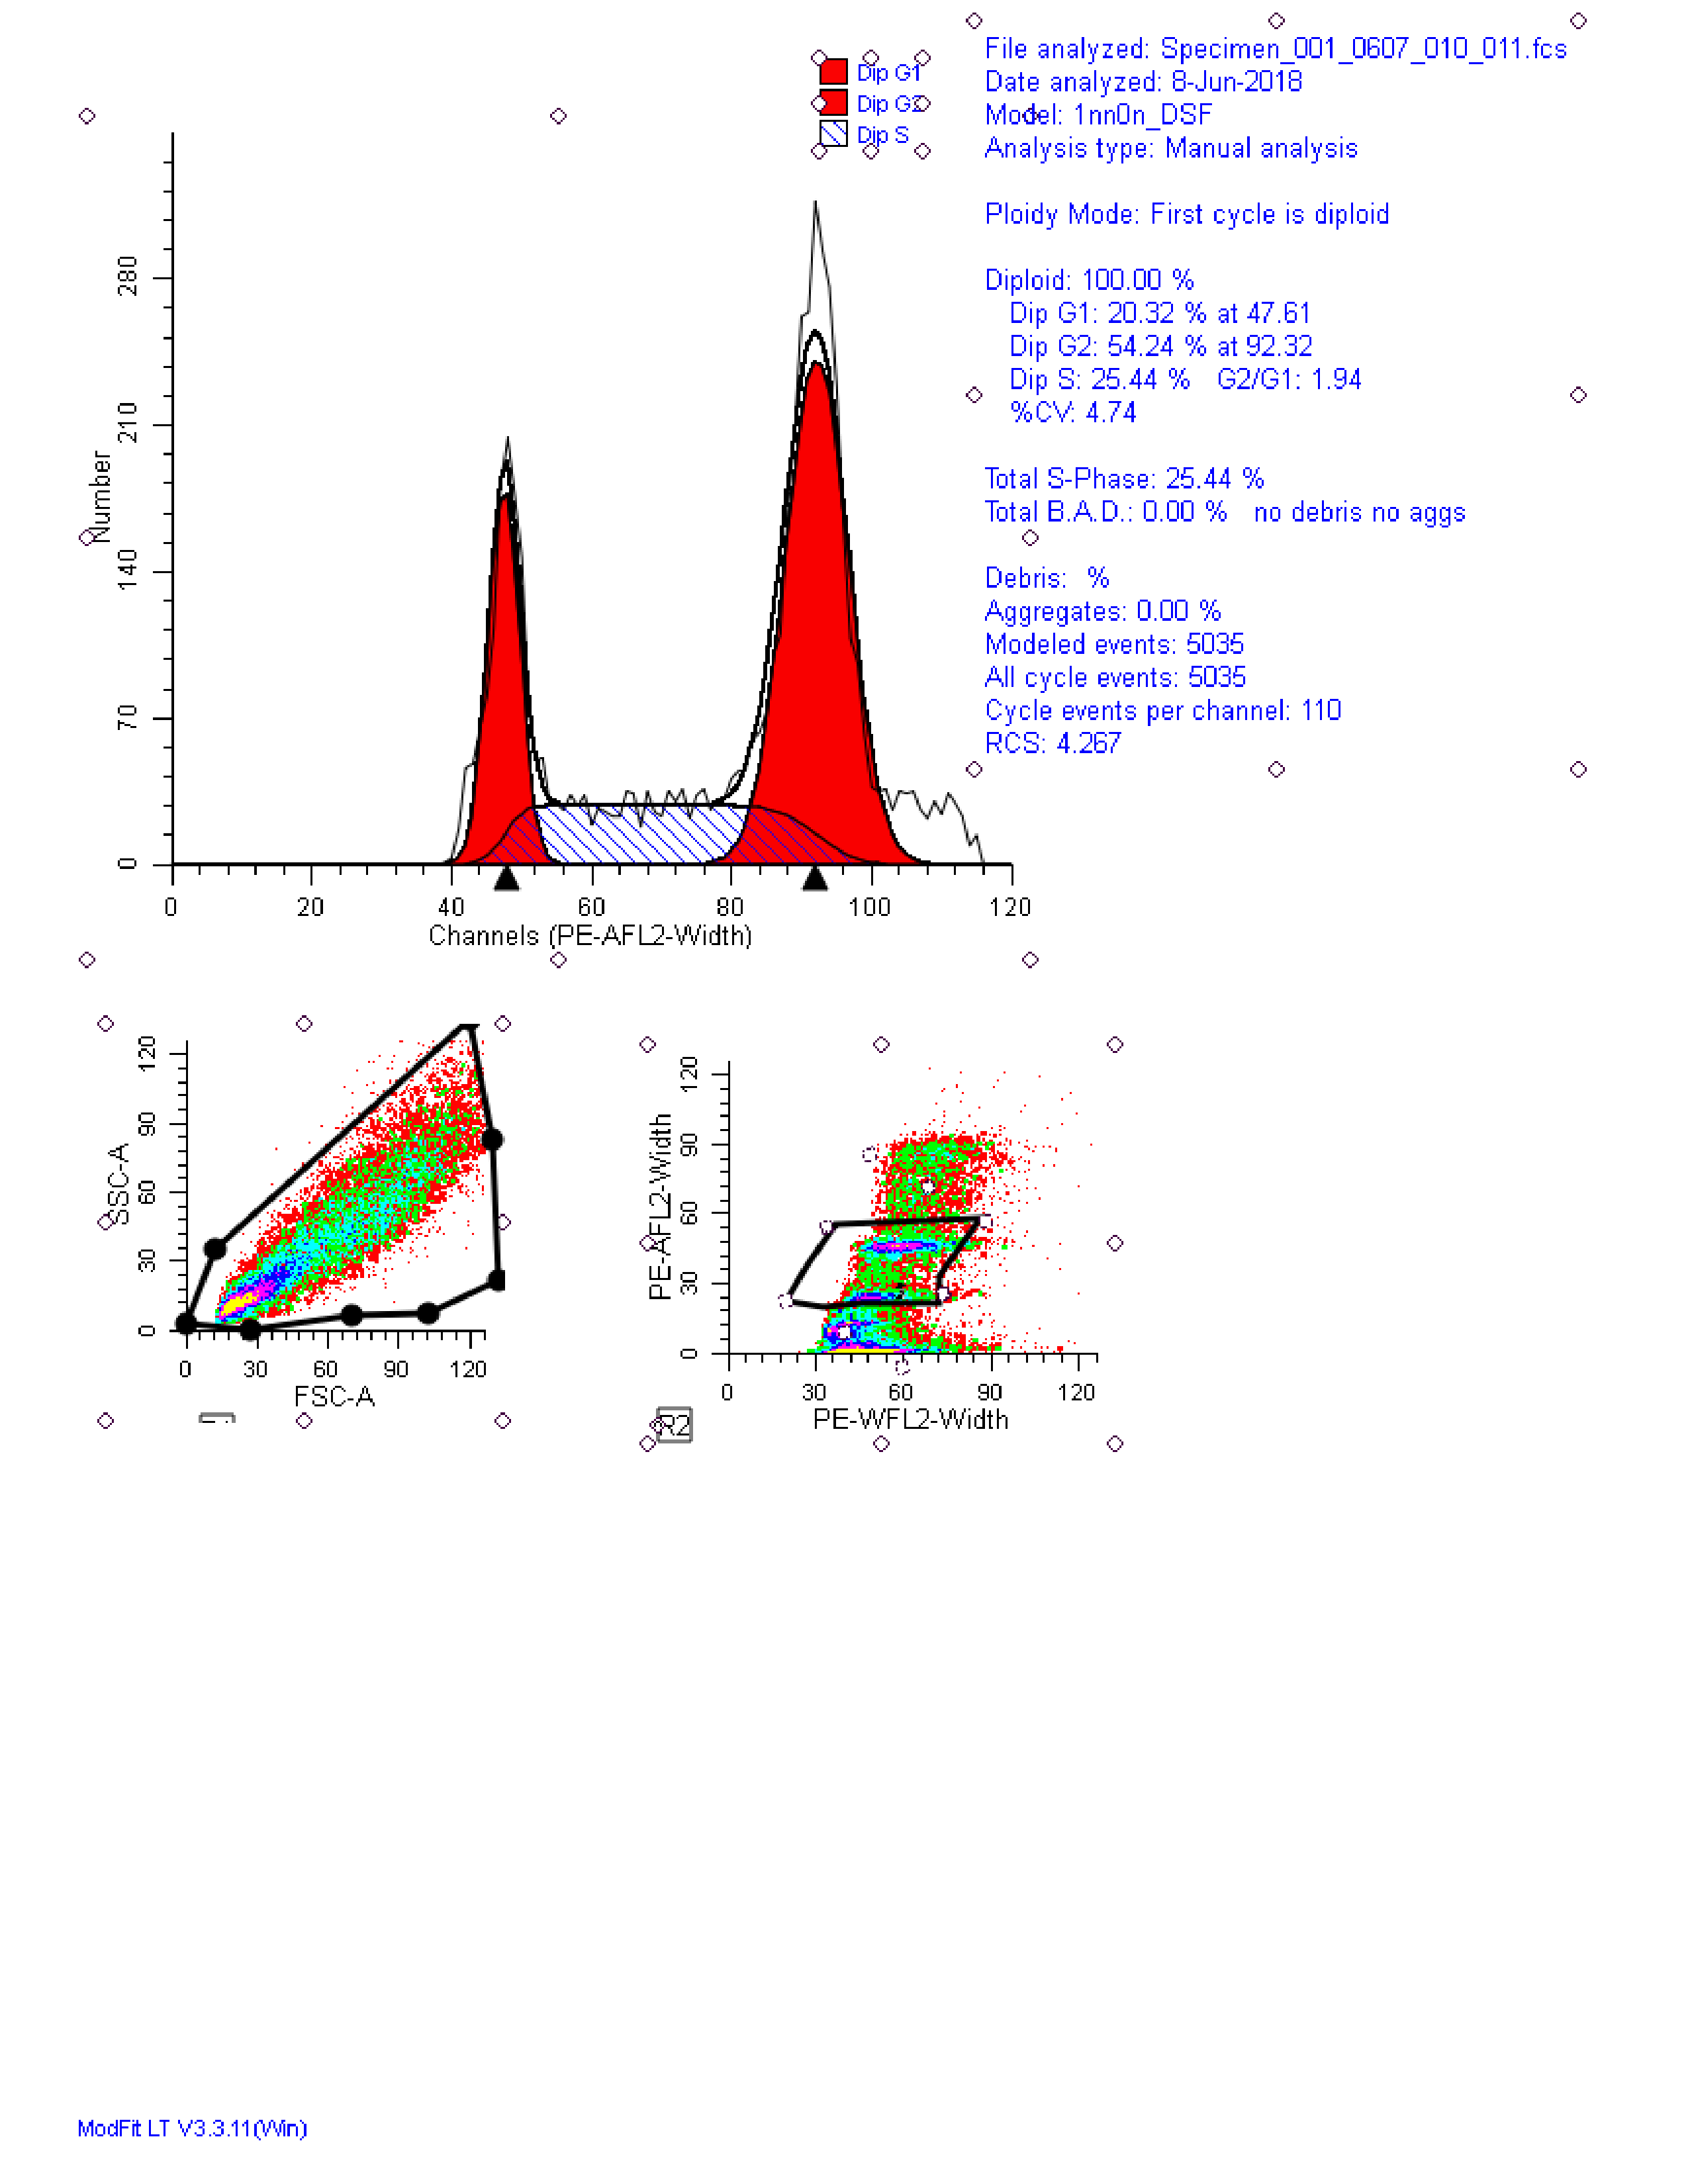 Dip G1
Dip G2
Dip S
File analyzed: Specimen_001_0607_010_011.fcs
Date analyzed: 8-Jun-2018
Model: 1nn0n_DSF
Analysis type: Manual analysis
Ploidy Mode: First cycle is diploid
Diploid: 100.00 %
Dip G1: 20.32 % at 47.61
Dip G2: 54.24 % at 92.32
Dip S: 25.44 % G2/G1: 1.94
%CV: 4.74
Total S-Phase: 25.44 %
Total B.A.D.: 0.00 % no debris no aggs
Debris: %
Aggregates: 0.00 %
Modeled events: 5035
All cycle events: 5035
Cycle events per channel: 110
RCS: 4.267
Number
280
210
140
70
0
0 20 40 60 80 100 120
Channels (PE-AFL2-Width)
SSC-A
120
90
60
30
0
0 30 60 90 120
FSC-A
PE-AFL2-Width
120
90
60
30
0
0 30 60 90 120
PE-WFL2-Width
R2
ModFit LT V3.3.11(Win)